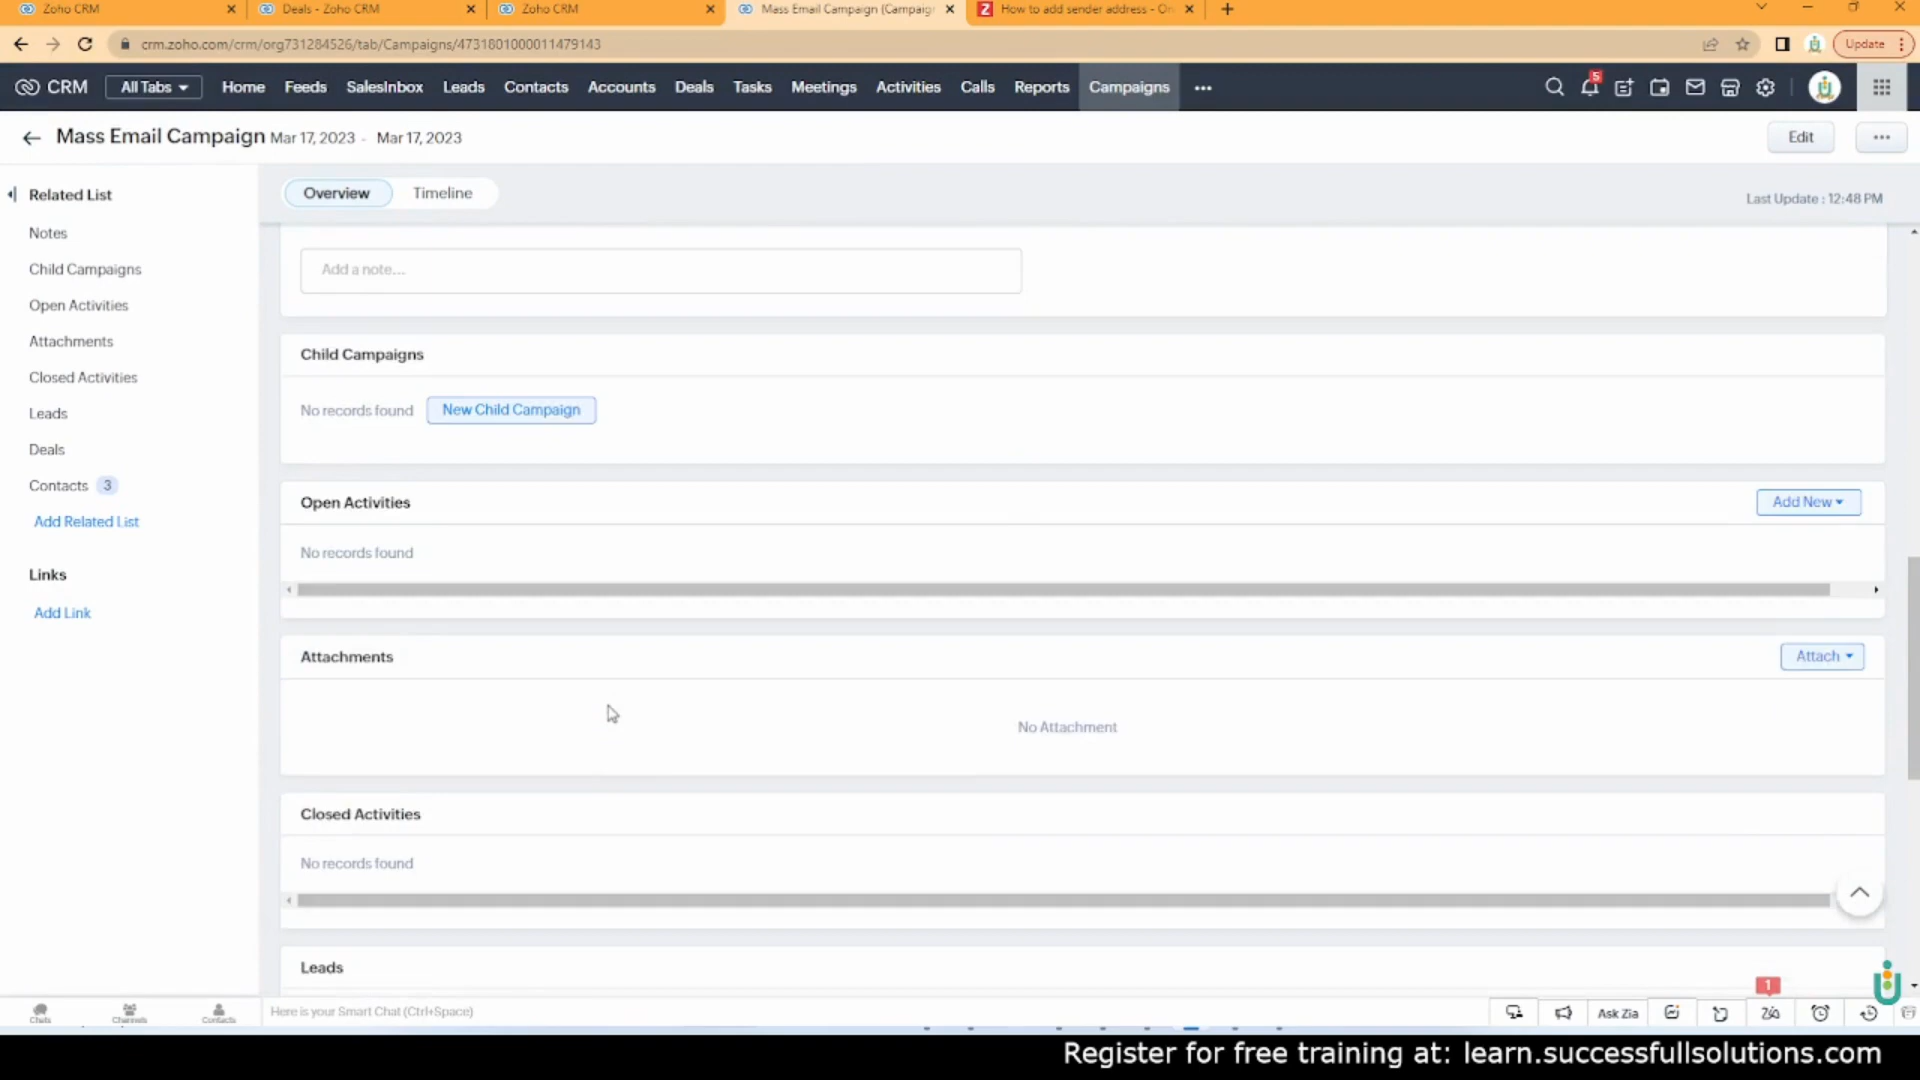 Zoho CRM
Deals - Zoho CRM
Zoho CRM
Mass Email Campaign (Campaig
How to add sender address - On
crm.zoho.com/crm/org731284526/tab/Campaigns/4731801000011479143
Update
CRM
All Tabs
Home
Feeds
SalesInbox
Leads
Contacts
Accounts
Deals
Tasks
Meetings
Activities
Calls
Reports
Campaigns
5
Mass Email Campaign Mar 17, 2023 - Mar 17, 2023
Edit
Related List
Notes
Child Campaigns
Open Activities
Attachments
Closed Activities
Leads
Deals
Contacts 3
Add Related List
Links
Add Link
Overview
Timeline
Last Update : 12:48 PM
Add a note...
Child Campaigns
No records found
New Child Campaign
Open Activities
Add New
No records found
Attachments
Attach
No Attachment
Closed Activities
No records found
Leads
Chats
Channels
Contacts
Here is your Smart Chat (Ctrl+Space)
Ask Zia
1
Register for free training at: learn.successfullsolutions.com